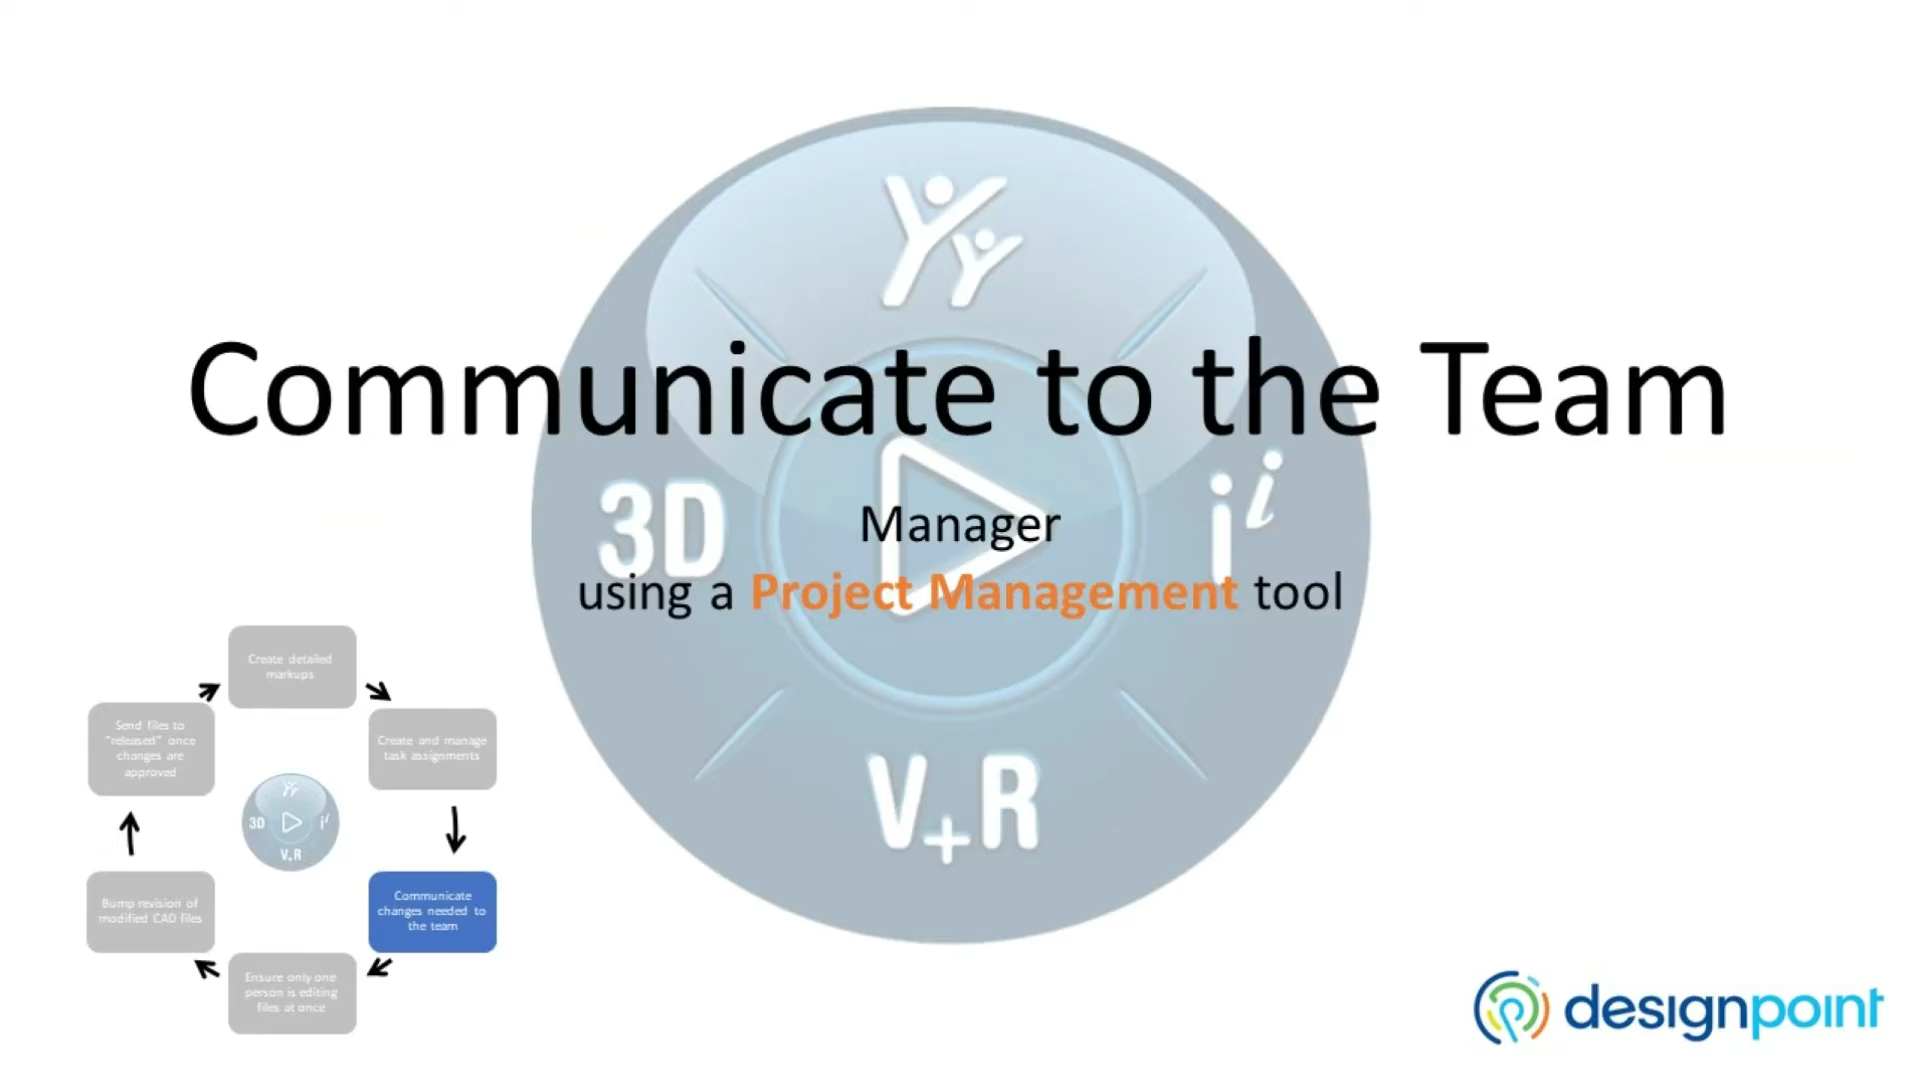 Communicate to the Team
3D
i i
Manager
using a Project Management tool
V+R
Create detailed
markups
Create and manage
task assignments
Communicate
changes needed to
the team
Ensure only one
person is editing
files at once
Bump revision of
modified CAD files
Send files to
"released" once
changes are
approved
3D
i i
V+R
designpoint